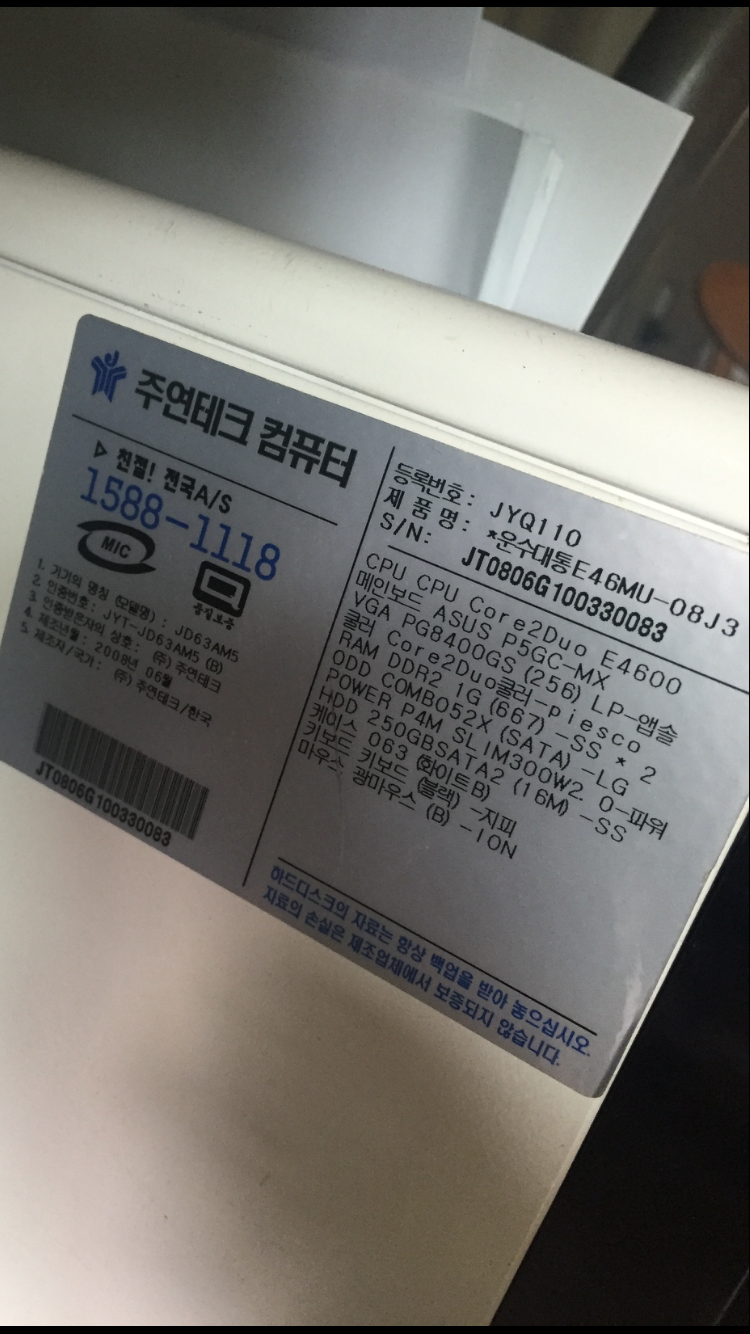 주연테크 컴퓨터
▷ 친절! 전국A/S
1588-1118
MIC
Q
품질보증
1. 기기의 명칭 (모델명) : JD63AM5
2. 인증번호 : JYT-JD63AM5 (B)
3. 인증받은자의 상호 : (주) 주연테크
4. 제조년월 : 2008년 06월
5. 제조자/국가 : (주) 주연테크/한국
JT0806G100330083
등록번호: JYQ110
제 품 명: *운수대통E46MU-08J3
S/N: JT0806G100330083
CPU CPU Core2Duo E4600
메인보드 ASUS P5GC-MX
VGA PG8400GS (256) LP-앱솔
쿨러 Core2Duo쿨러-piesco
RAM DDR2 1G (667) -SS * 2
ODD COMBO52X (SATA) -LG
POWER P4M SLIM300W2. 0-파워
HDD 250GBSATA2 (16M) -SS
케이스 063 (화이트B)
키보드 키보드 (블랙) -지피
마우스 광마우스 (B) -ION
하드디스크의 자료는 항상 백업을 받아 놓으십시오.
자료의 손실은 제조업체에서 보증되지 않습니다.